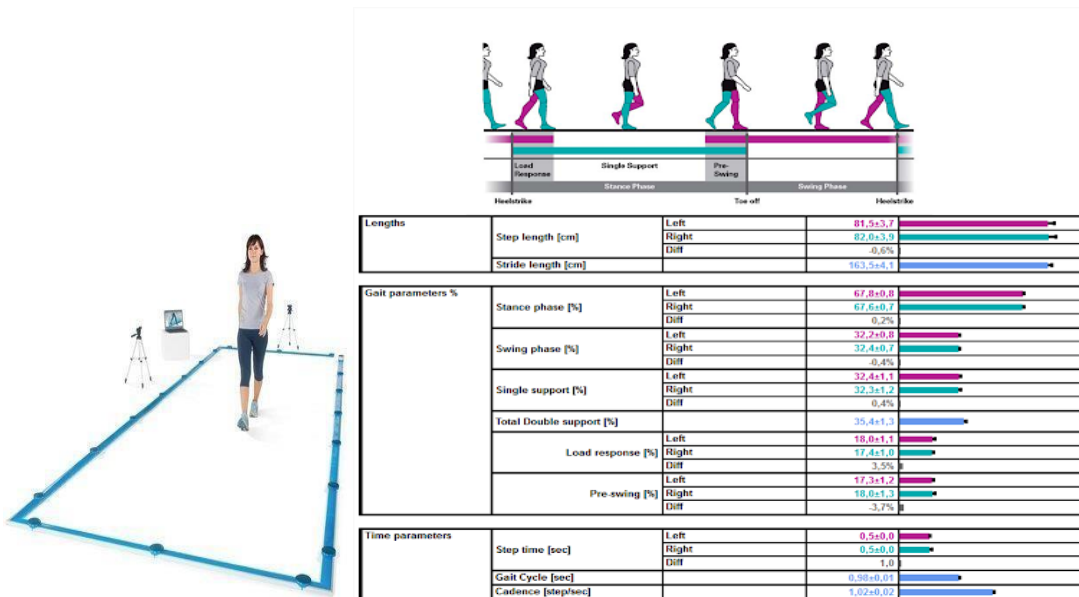 Load Response Single Support Pre-Swing
Stance Phase Swing Phase
Heelstrike Toe off Heelstrike
Lengths Step length [cm] Left 81,5±3,7
Right 82,0±3,9
Diff -0,6%
Stride length [cm] 163,5±4,1
Gait parameters % Stance phase [%] Left 67,8±0,8
Right 67,6±0,7
Diff 0,2%
Swing phase [%] Left 32,2±0,8
Right 32,4±0,7
Diff -0,4%
Single support [%] Left 32,4±1,1
Right 32,3±1,2
Diff 0,4%
Total Double support [%] 35,4±1,3
Load response [%] Left 18,0±1,1
Right 17,4±1,0
Diff 3,5%
Pre-swing [%] Left 17,3±1,2
Right 18,0±1,3
Diff -3,7%
Time parameters Step time [sec] Left 0,5±0,0
Right 0,5±0,0
Diff 1,0
Gait Cycle [sec] 0,98±0,01
Cadence [step/sec] 1,02±0,02